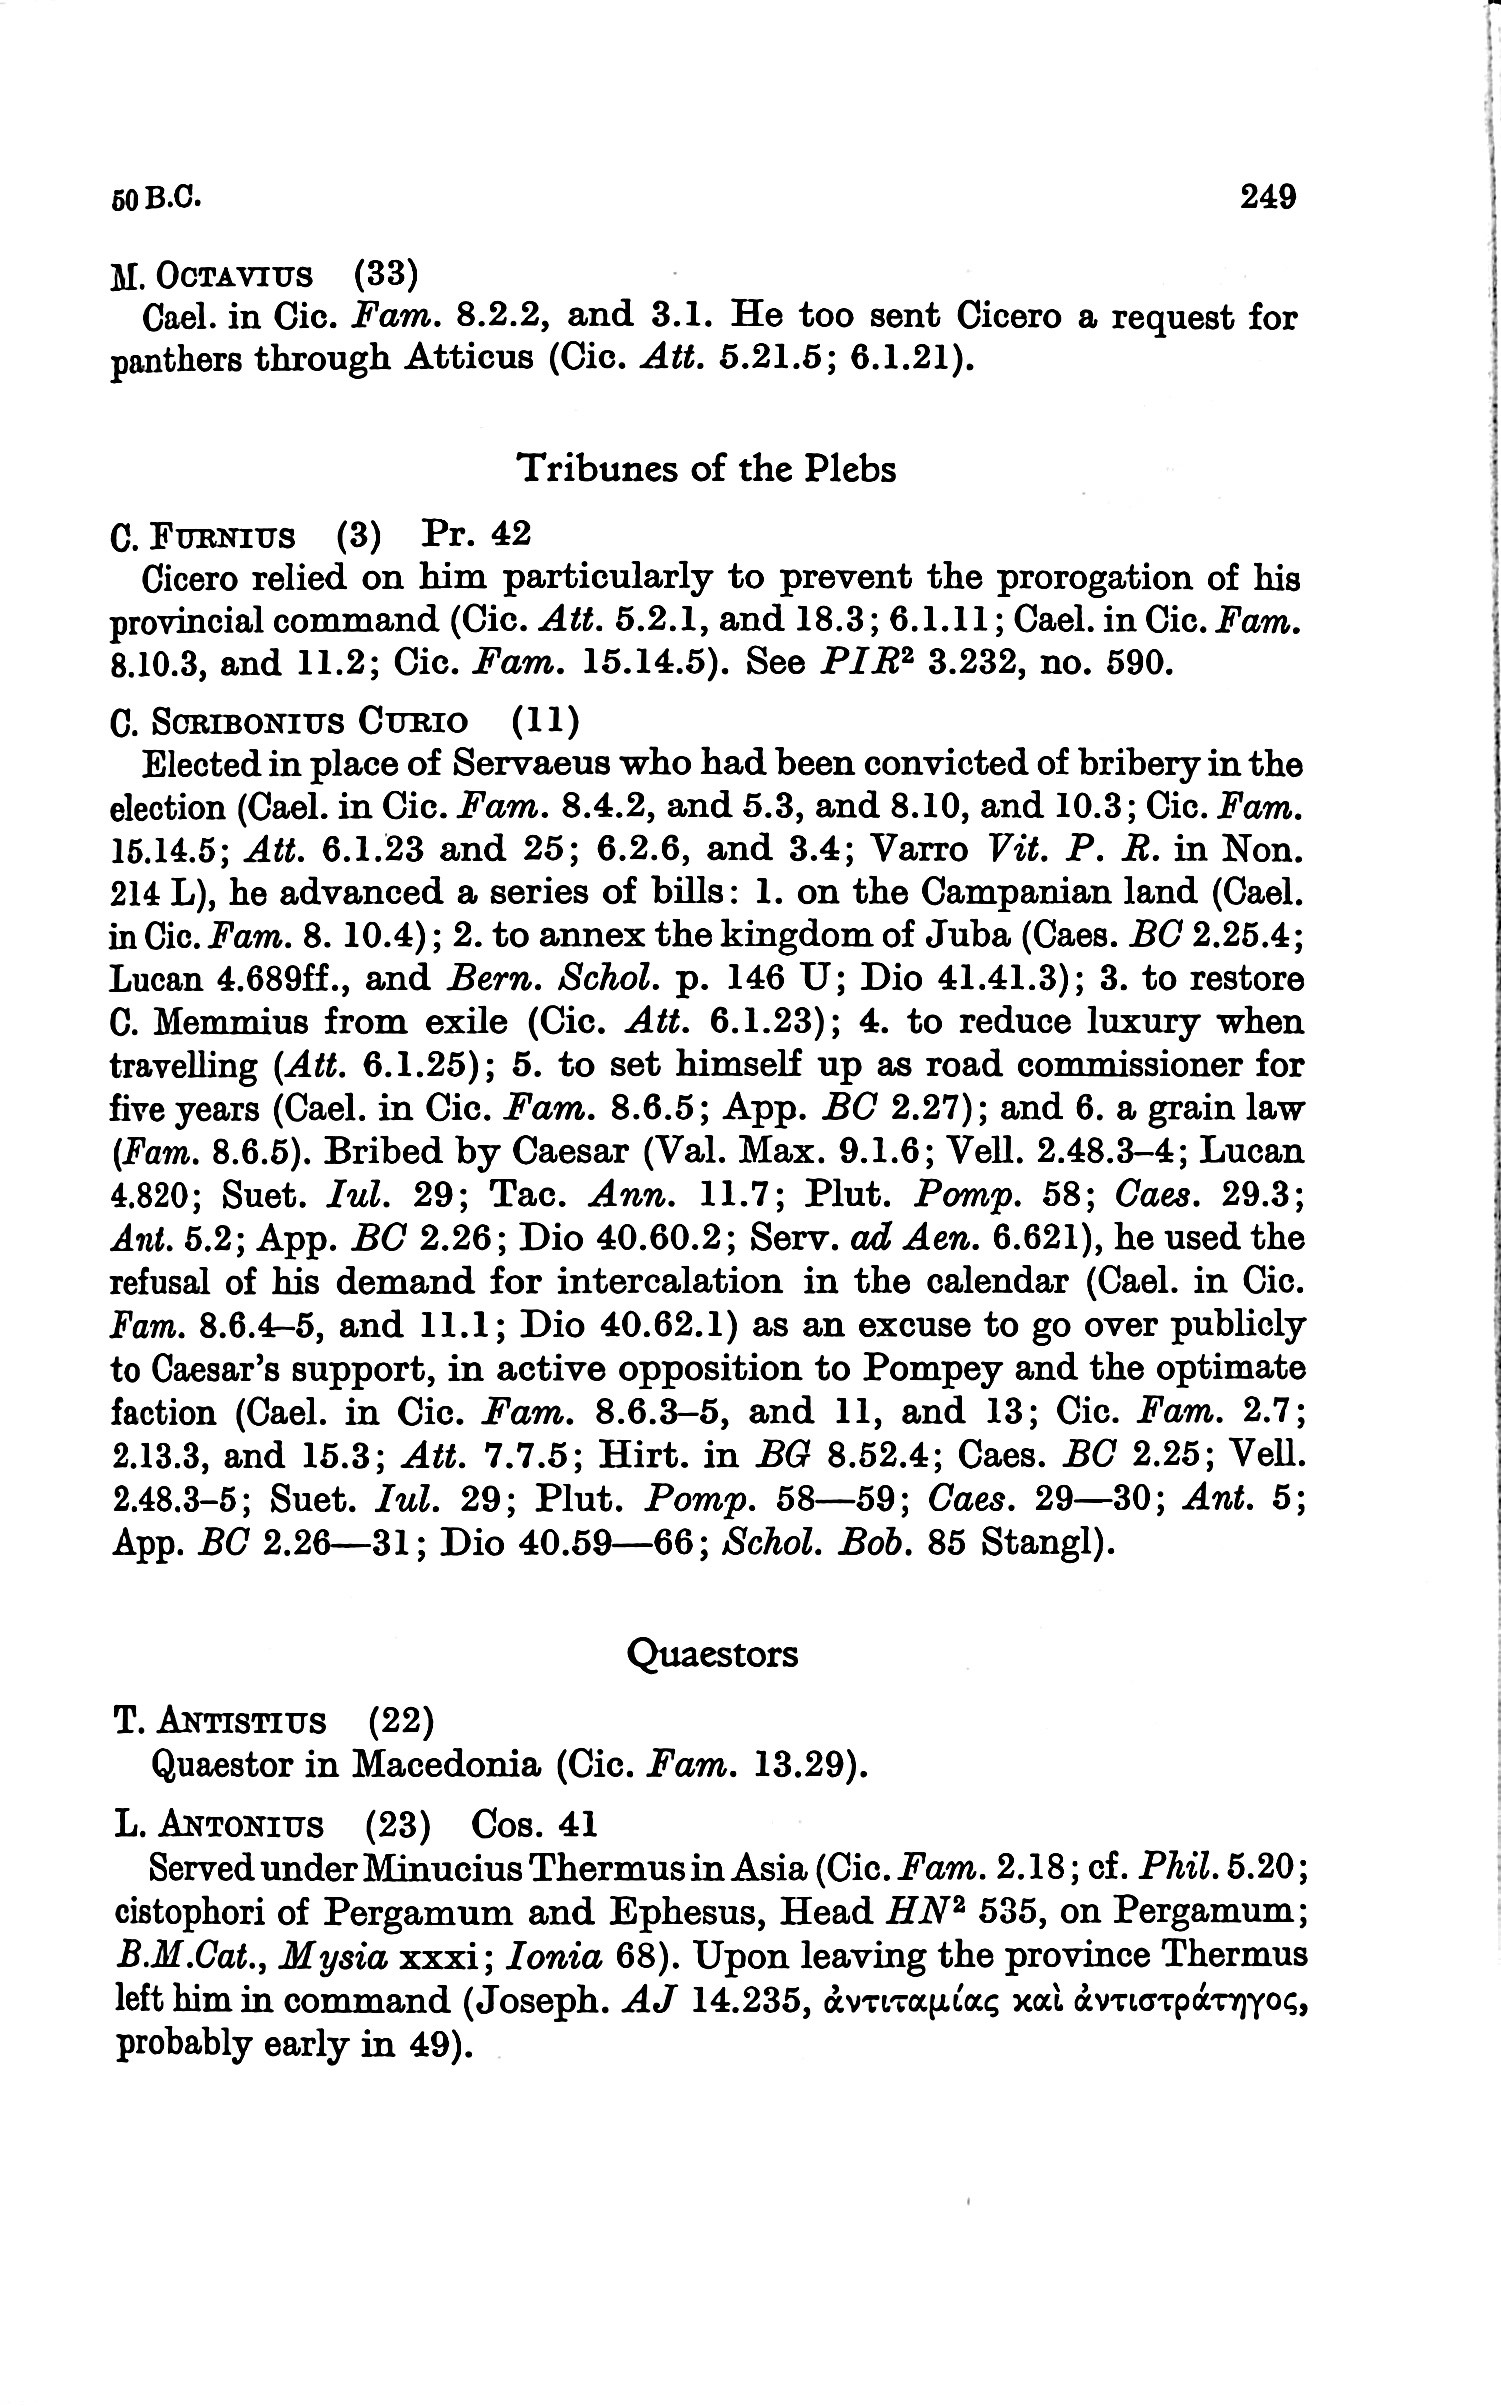 50 B.C. 249
M. OCTAVIUS (33)
Cael. in Cic. Fam. 8.2.2, and 3.1. He too sent Cicero a request for
panthers through Atticus (Cic. Att. 5.21.5; 6.1.21).
Tribunes of the Plebs
C. FURNIUS (3) Pr. 42
Cicero relied on him particularly to prevent the prorogation of his
provincial command (Cic. Att. 5.2.1, and 18.3; 6.1.11; Cael. in Cic. Fam.
8.10.3, and 11.2; Cic. Fam. 15.14.5). See PIR² 3.232, no. 590.
C. SCRIBONIUS CURIO (11)
Elected in place of Servaeus who had been convicted of bribery in the
election (Cael. in Cic. Fam. 8.4.2, and 5.3, and 8.10, and 10.3; Cic. Fam.
15.14.5; Att. 6.1.23 and 25; 6.2.6, and 3.4; Varro Vit. P. R. in Non.
214 L), he advanced a series of bills: 1. on the Campanian land (Cael.
in Cic. Fam. 8. 10.4); 2. to annex the kingdom of Juba (Caes. BC 2.25.4;
Lucan 4.689ff., and Bern. Schol. p. 146 U; Dio 41.41.3); 3. to restore
C. Memmius from exile (Cic. Att. 6.1.23); 4. to reduce luxury when
travelling (Att. 6.1.25); 5. to set himself up as road commissioner for
five years (Cael. in Cic. Fam. 8.6.5; App. BC 2.27); and 6. a grain law
(Fam. 8.6.5). Bribed by Caesar (Val. Max. 9.1.6; Vell. 2.48.3–4; Lucan
4.820; Suet. Iul. 29; Tac. Ann. 11.7; Plut. Pomp. 58; Caes. 29.3;
Ant. 5.2; App. BC 2.26; Dio 40.60.2; Serv. ad Aen. 6.621), he used the
refusal of his demand for intercalation in the calendar (Cael. in Cic.
Fam. 8.6.4–5, and 11.1; Dio 40.62.1) as an excuse to go over publicly
to Caesar's support, in active opposition to Pompey and the optimate
faction (Cael. in Cic. Fam. 8.6.3–5, and 11, and 13; Cic. Fam. 2.7;
2.13.3, and 15.3; Att. 7.7.5; Hirt. in BG 8.52.4; Caes. BC 2.25; Vell.
2.48.3–5; Suet. Iul. 29; Plut. Pomp. 58—59; Caes. 29—30; Ant. 5;
App. BC 2.26—31; Dio 40.59—66; Schol. Bob. 85 Stangl).
Quaestors
T. ANTISTIUS (22)
Quaestor in Macedonia (Cic. Fam. 13.29).
L. ANTONIUS (23) Cos. 41
Served under Minucius Thermus in Asia (Cic. Fam. 2.18; cf. Phil. 5.20;
cistophori of Pergamum and Ephesus, Head HN² 535, on Pergamum;
B.M.Cat., Mysia xxxi; Ionia 68). Upon leaving the province Thermus
left him in command (Joseph. AJ 14.235, ἀντιταμίας καὶ ἀντιστράτηγος,
probably early in 49).